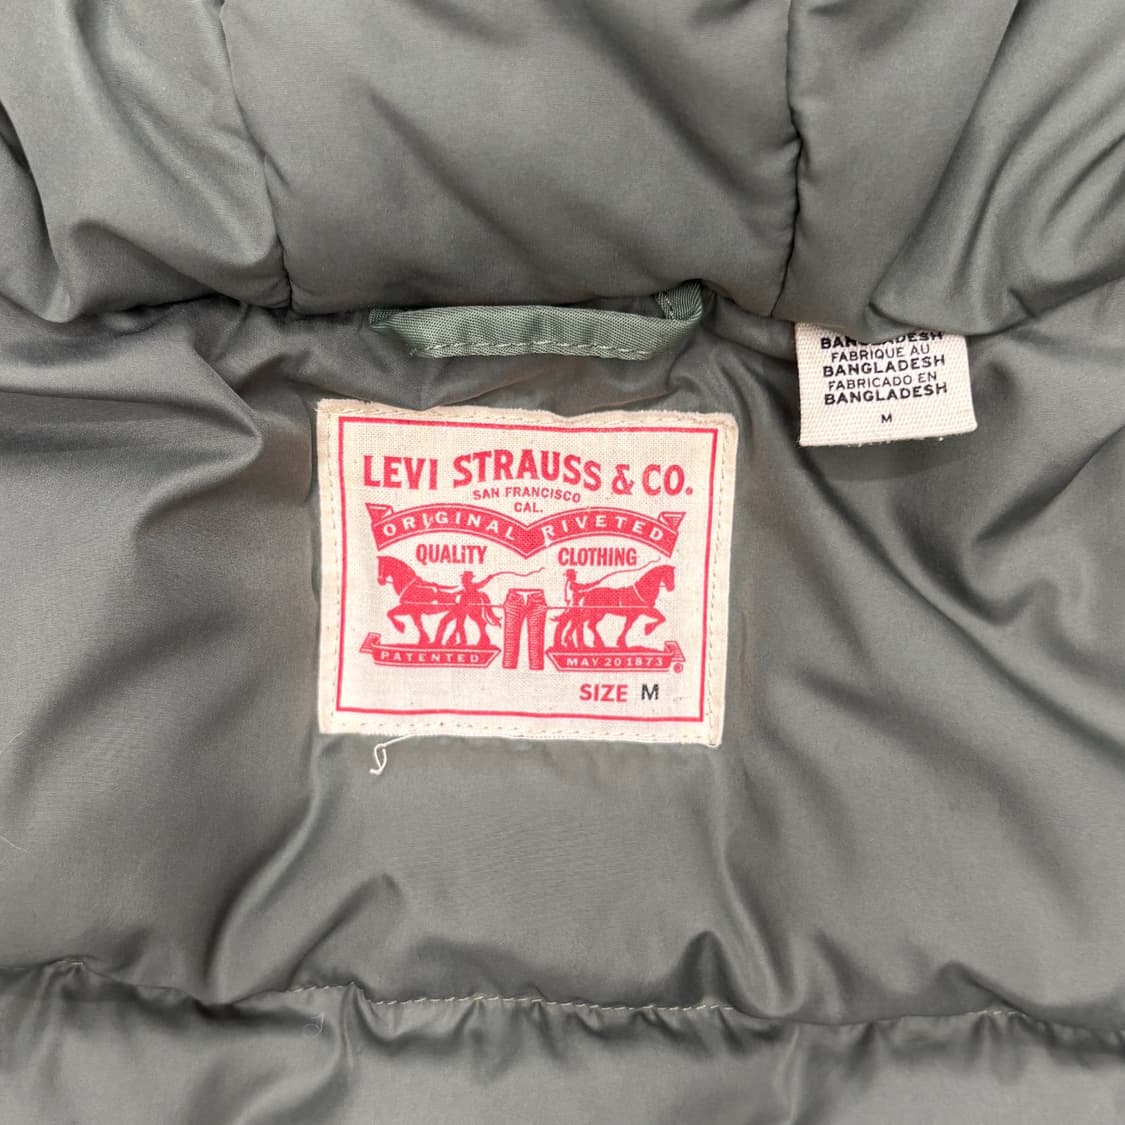 LEVI STRAUSS & CO.
SAN FRANCISCO
CAL.
ORIGINAL RIVETED
QUALITY CLOTHING
PATENTED MAY 20 1873
®
SIZE M
BANGLADESH
FABRIQUE AU
BANGLADESH
FABRICADO EN
BANGLADESH
M